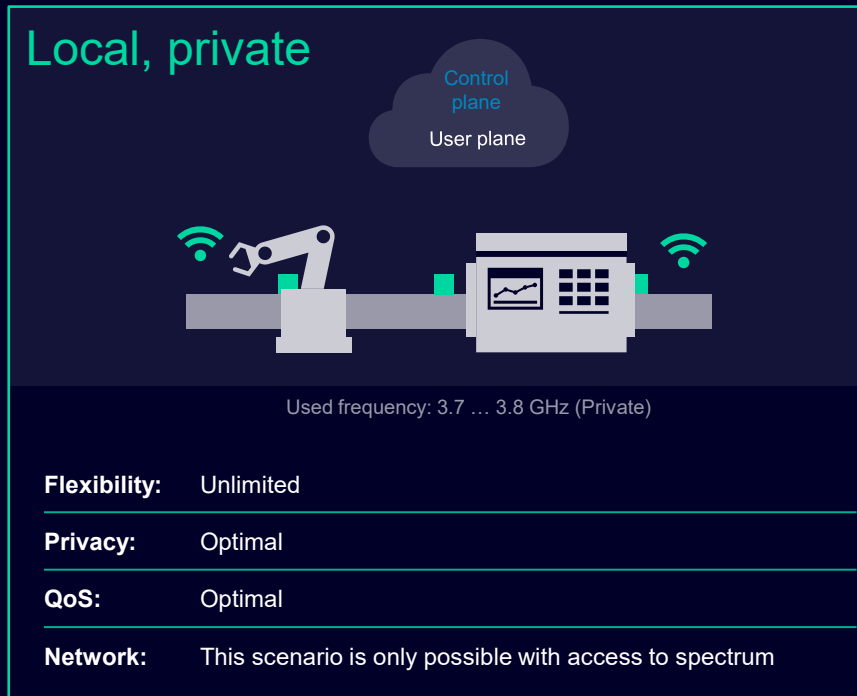 Local, private
Control
plane
User plane
Used frequency: 3.7 … 3.8 GHz (Private)
Flexibility: Unlimited
Privacy: Optimal
QoS: Optimal
Network: This scenario is only possible with access to spectrum